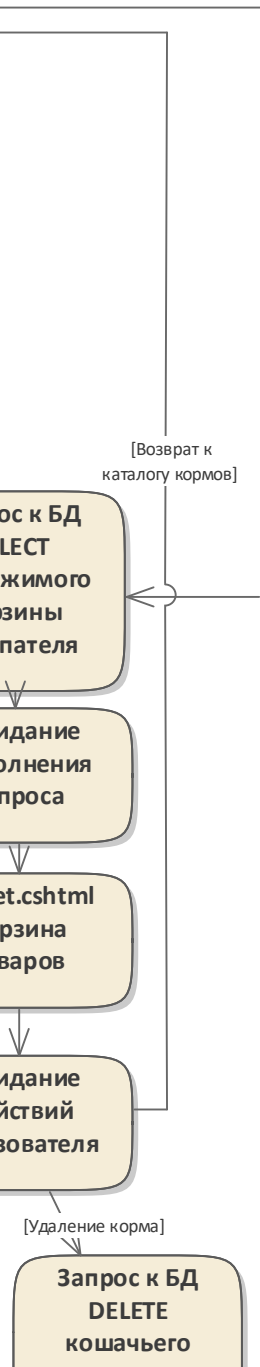 [Возврат к
каталогу кормов]
ос к БД
LECT
жимого
зины
пателя
идание
олнения
проса
et.cshtml
рзина
варов
идание
йствий
зователя
[Удаление корма]
Запрос к БД
DELETE
кошачьего